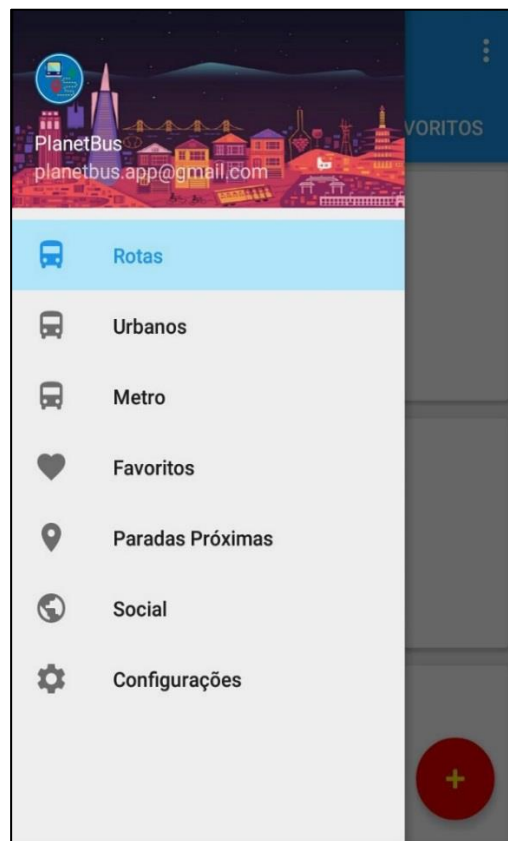 PlanetBus
planetbus.app@gmail.com
VORITOS
Rotas
Urbanos
Metro
Favoritos
Paradas Próximas
Social
Configurações
+